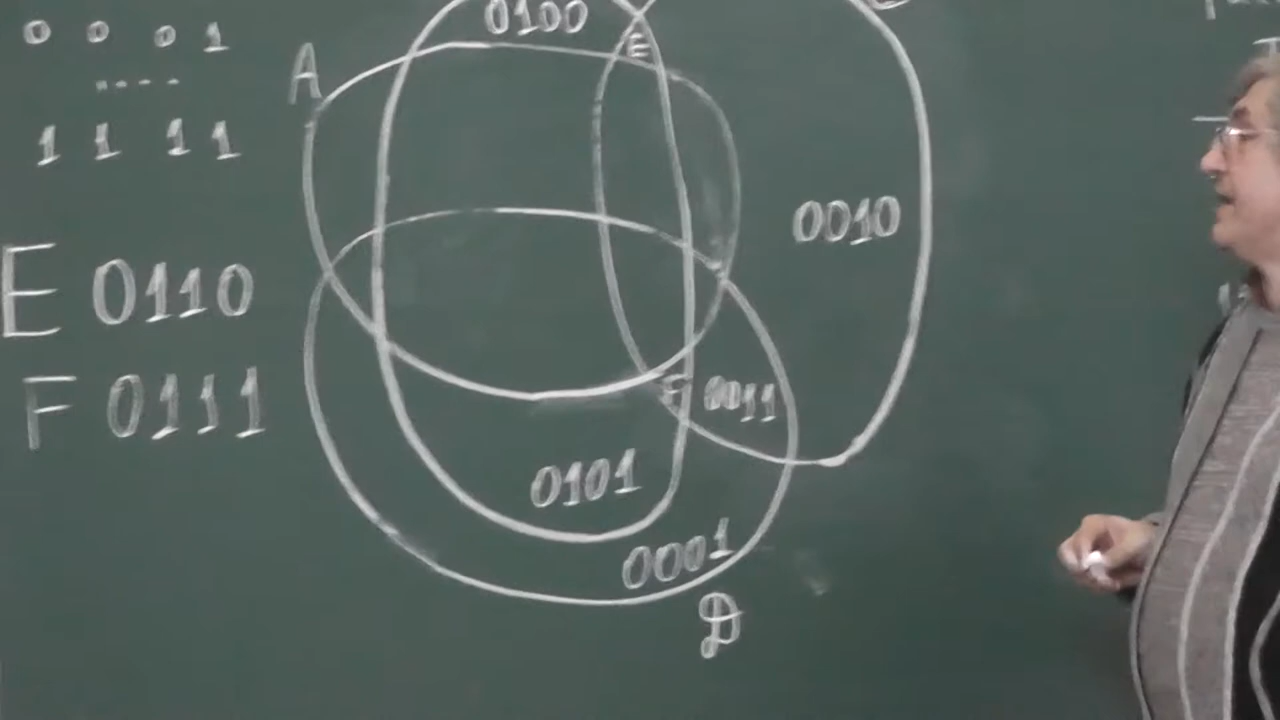 0 0 0 1
....
1 1 1 1
E 0110
F 0111
A
0100
E
0010
F 0011
0101
0001
D